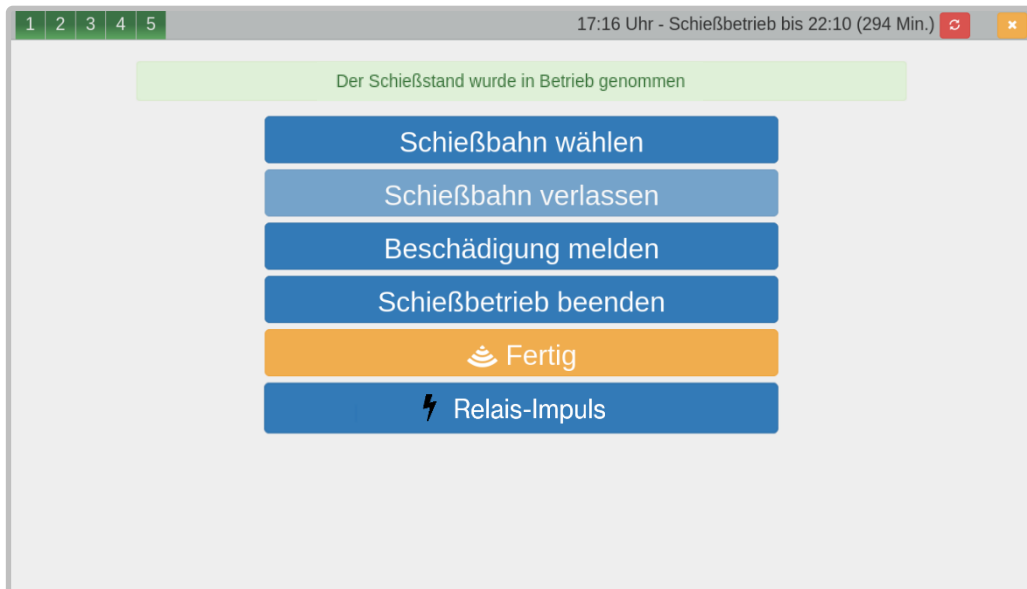 1 2 3 4 5 17:16 Uhr - Schießbetrieb bis 22:10 (294 Min.)
Der Schießstand wurde in Betrieb genommen
Schießbahn wählen
Schießbahn verlassen
Beschädigung melden
Schießbetrieb beenden
Fertig
Relais-Impuls